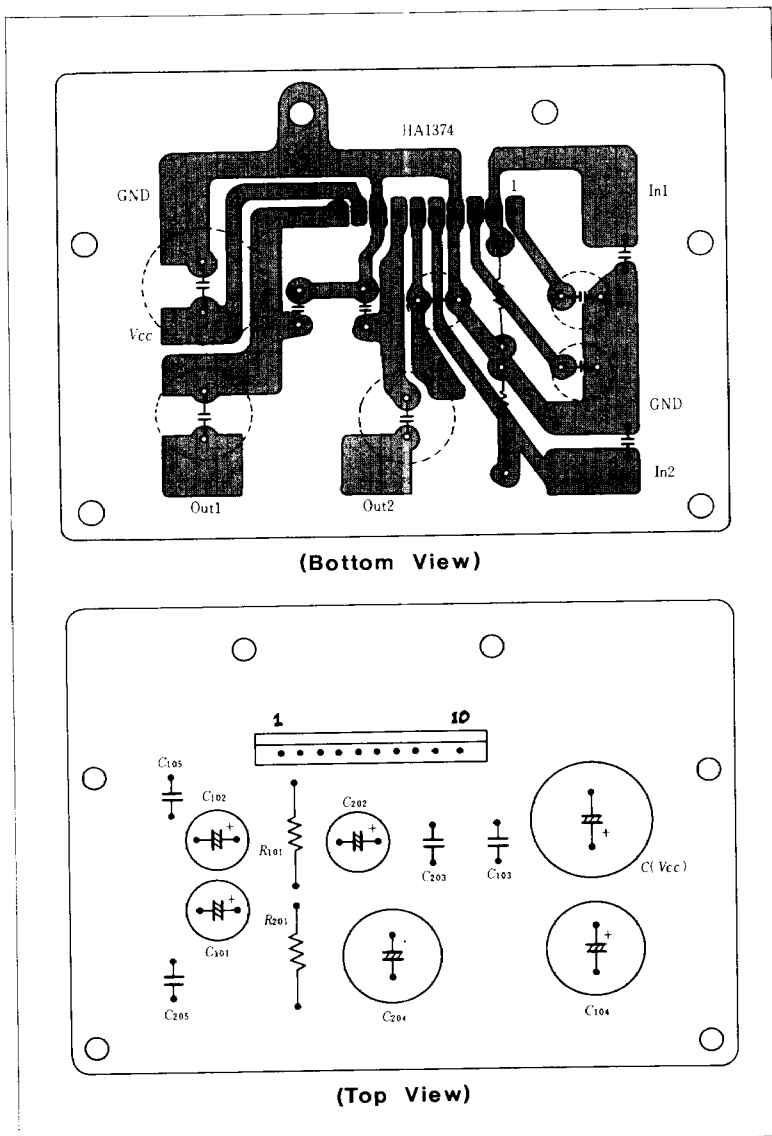 HA1374
GND
1
In1
Vcc
GND
In2
Out1
Out2
(Bottom View)
1
10
C105
C102
+
C202
+
R101
C203
C103
+
C(Vcc)
+
R201
+
C104
C205
C204
(Top View)